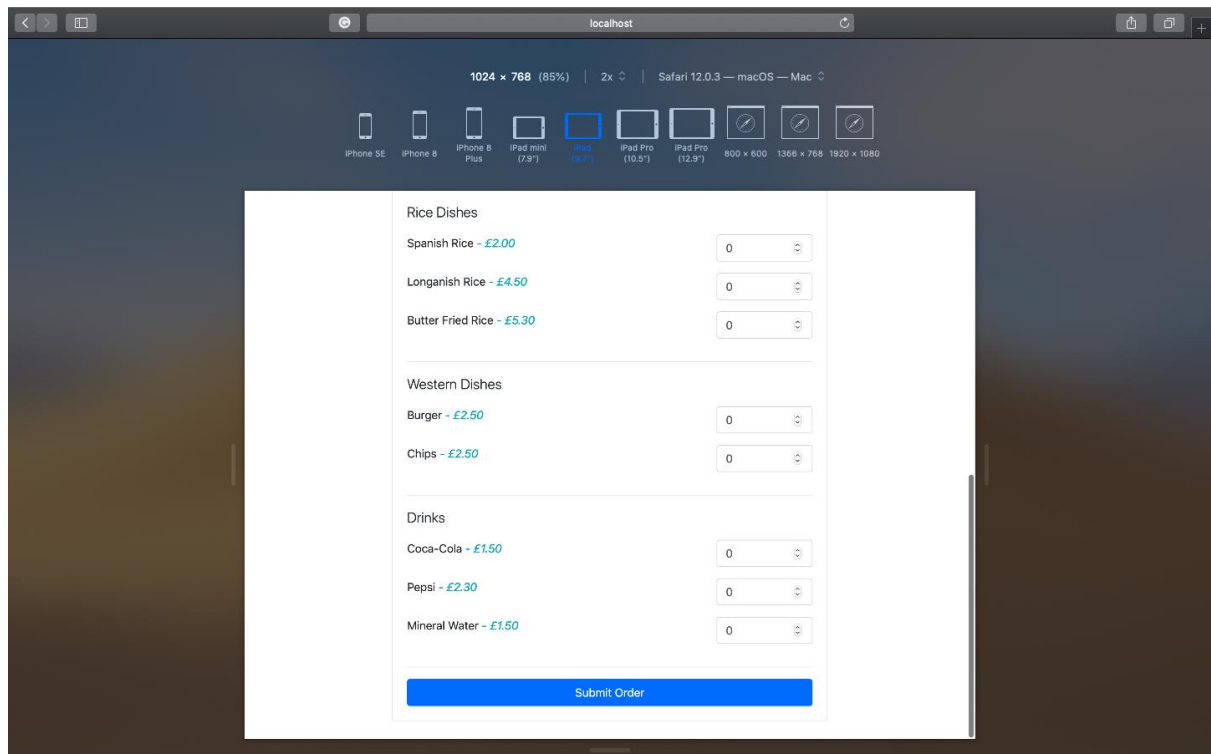 localhost
1024 × 768 (85%) 2x Safari 12.0.3 — macOS — Mac
iPhone SE
iPhone 8
iPhone 8 Plus
iPad mini (7.9")
iPad (9.7")
iPad Pro (10.5")
iPad Pro (12.9")
800 × 600
1366 × 768
1920 × 1080
Rice Dishes
Spanish Rice - £2.00 0
Longanish Rice - £4.50 0
Butter Fried Rice - £5.30 0
Western Dishes
Burger - £2.50 0
Chips - £2.50 0
Drinks
Coca-Cola - £1.50 0
Pepsi - £2.30 0
Mineral Water - £1.50 0
Submit Order